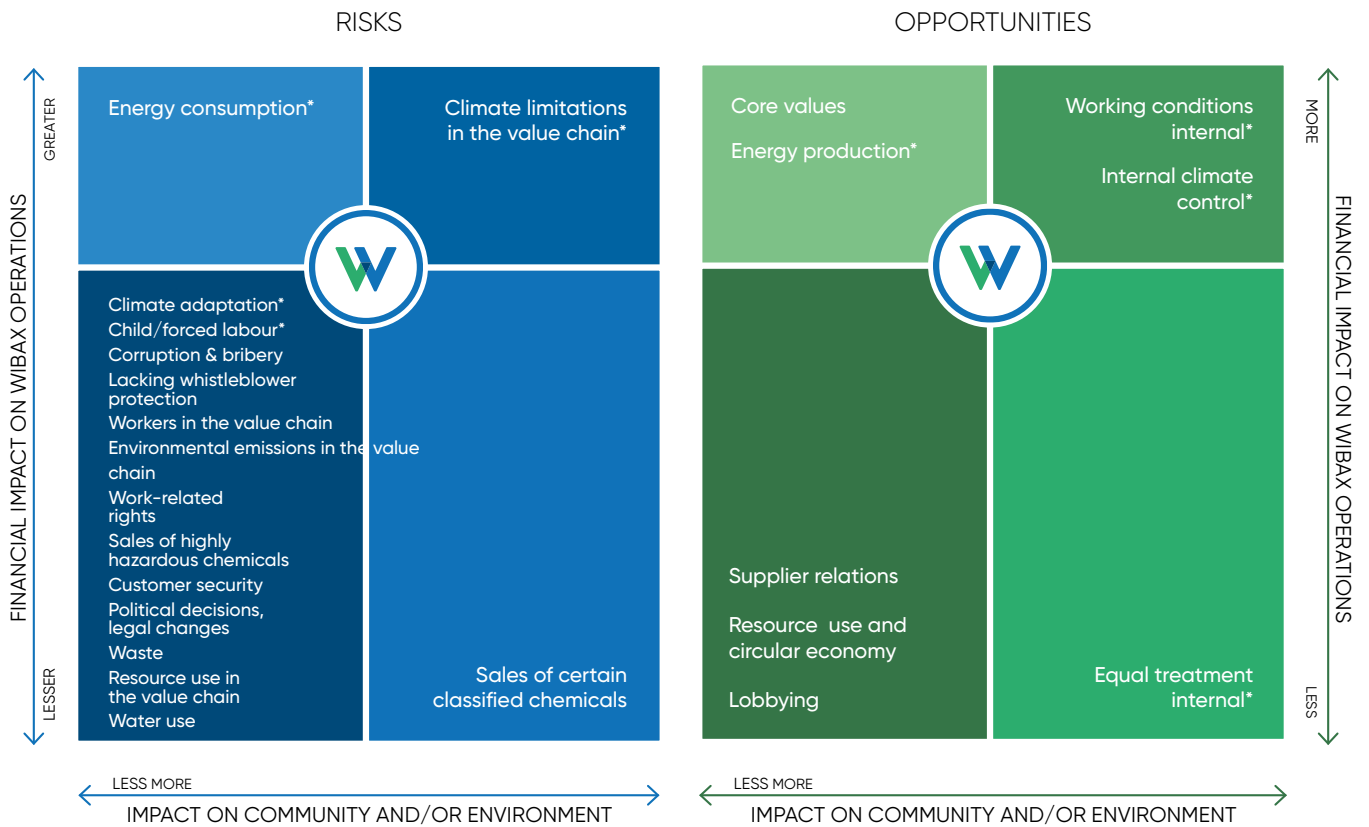 RISKS
OPPORTUNITIES
FINANCIAL IMPACT ON WIBAX OPERATIONS
GREATER
LESSER
Energy consumption*
Climate limitations
in the value chain*
Climate adaptation*
Child/forced labour*
Corruption & bribery
Lacking whistleblower
protection
Workers in the value chain
Environmental emissions in the value
chain
Work-related
rights
Sales of highly
hazardous chemicals
Customer security
Political decisions,
legal changes
Waste
Resource use in
the value chain
Water use
Sales of certain
classified chemicals
LESS MORE
IMPACT ON COMMUNITY AND/OR ENVIRONMENT
Core values
Energy production*
Working conditions
internal*
Internal climate
control*
Supplier relations
Resource use and
circular economy
Lobbying
Equal treatment
internal*
MORE
LESS
FINANCIAL IMPACT ON WIBAX OPERATIONS
LESS MORE
IMPACT ON COMMUNITY AND/OR ENVIRONMENT